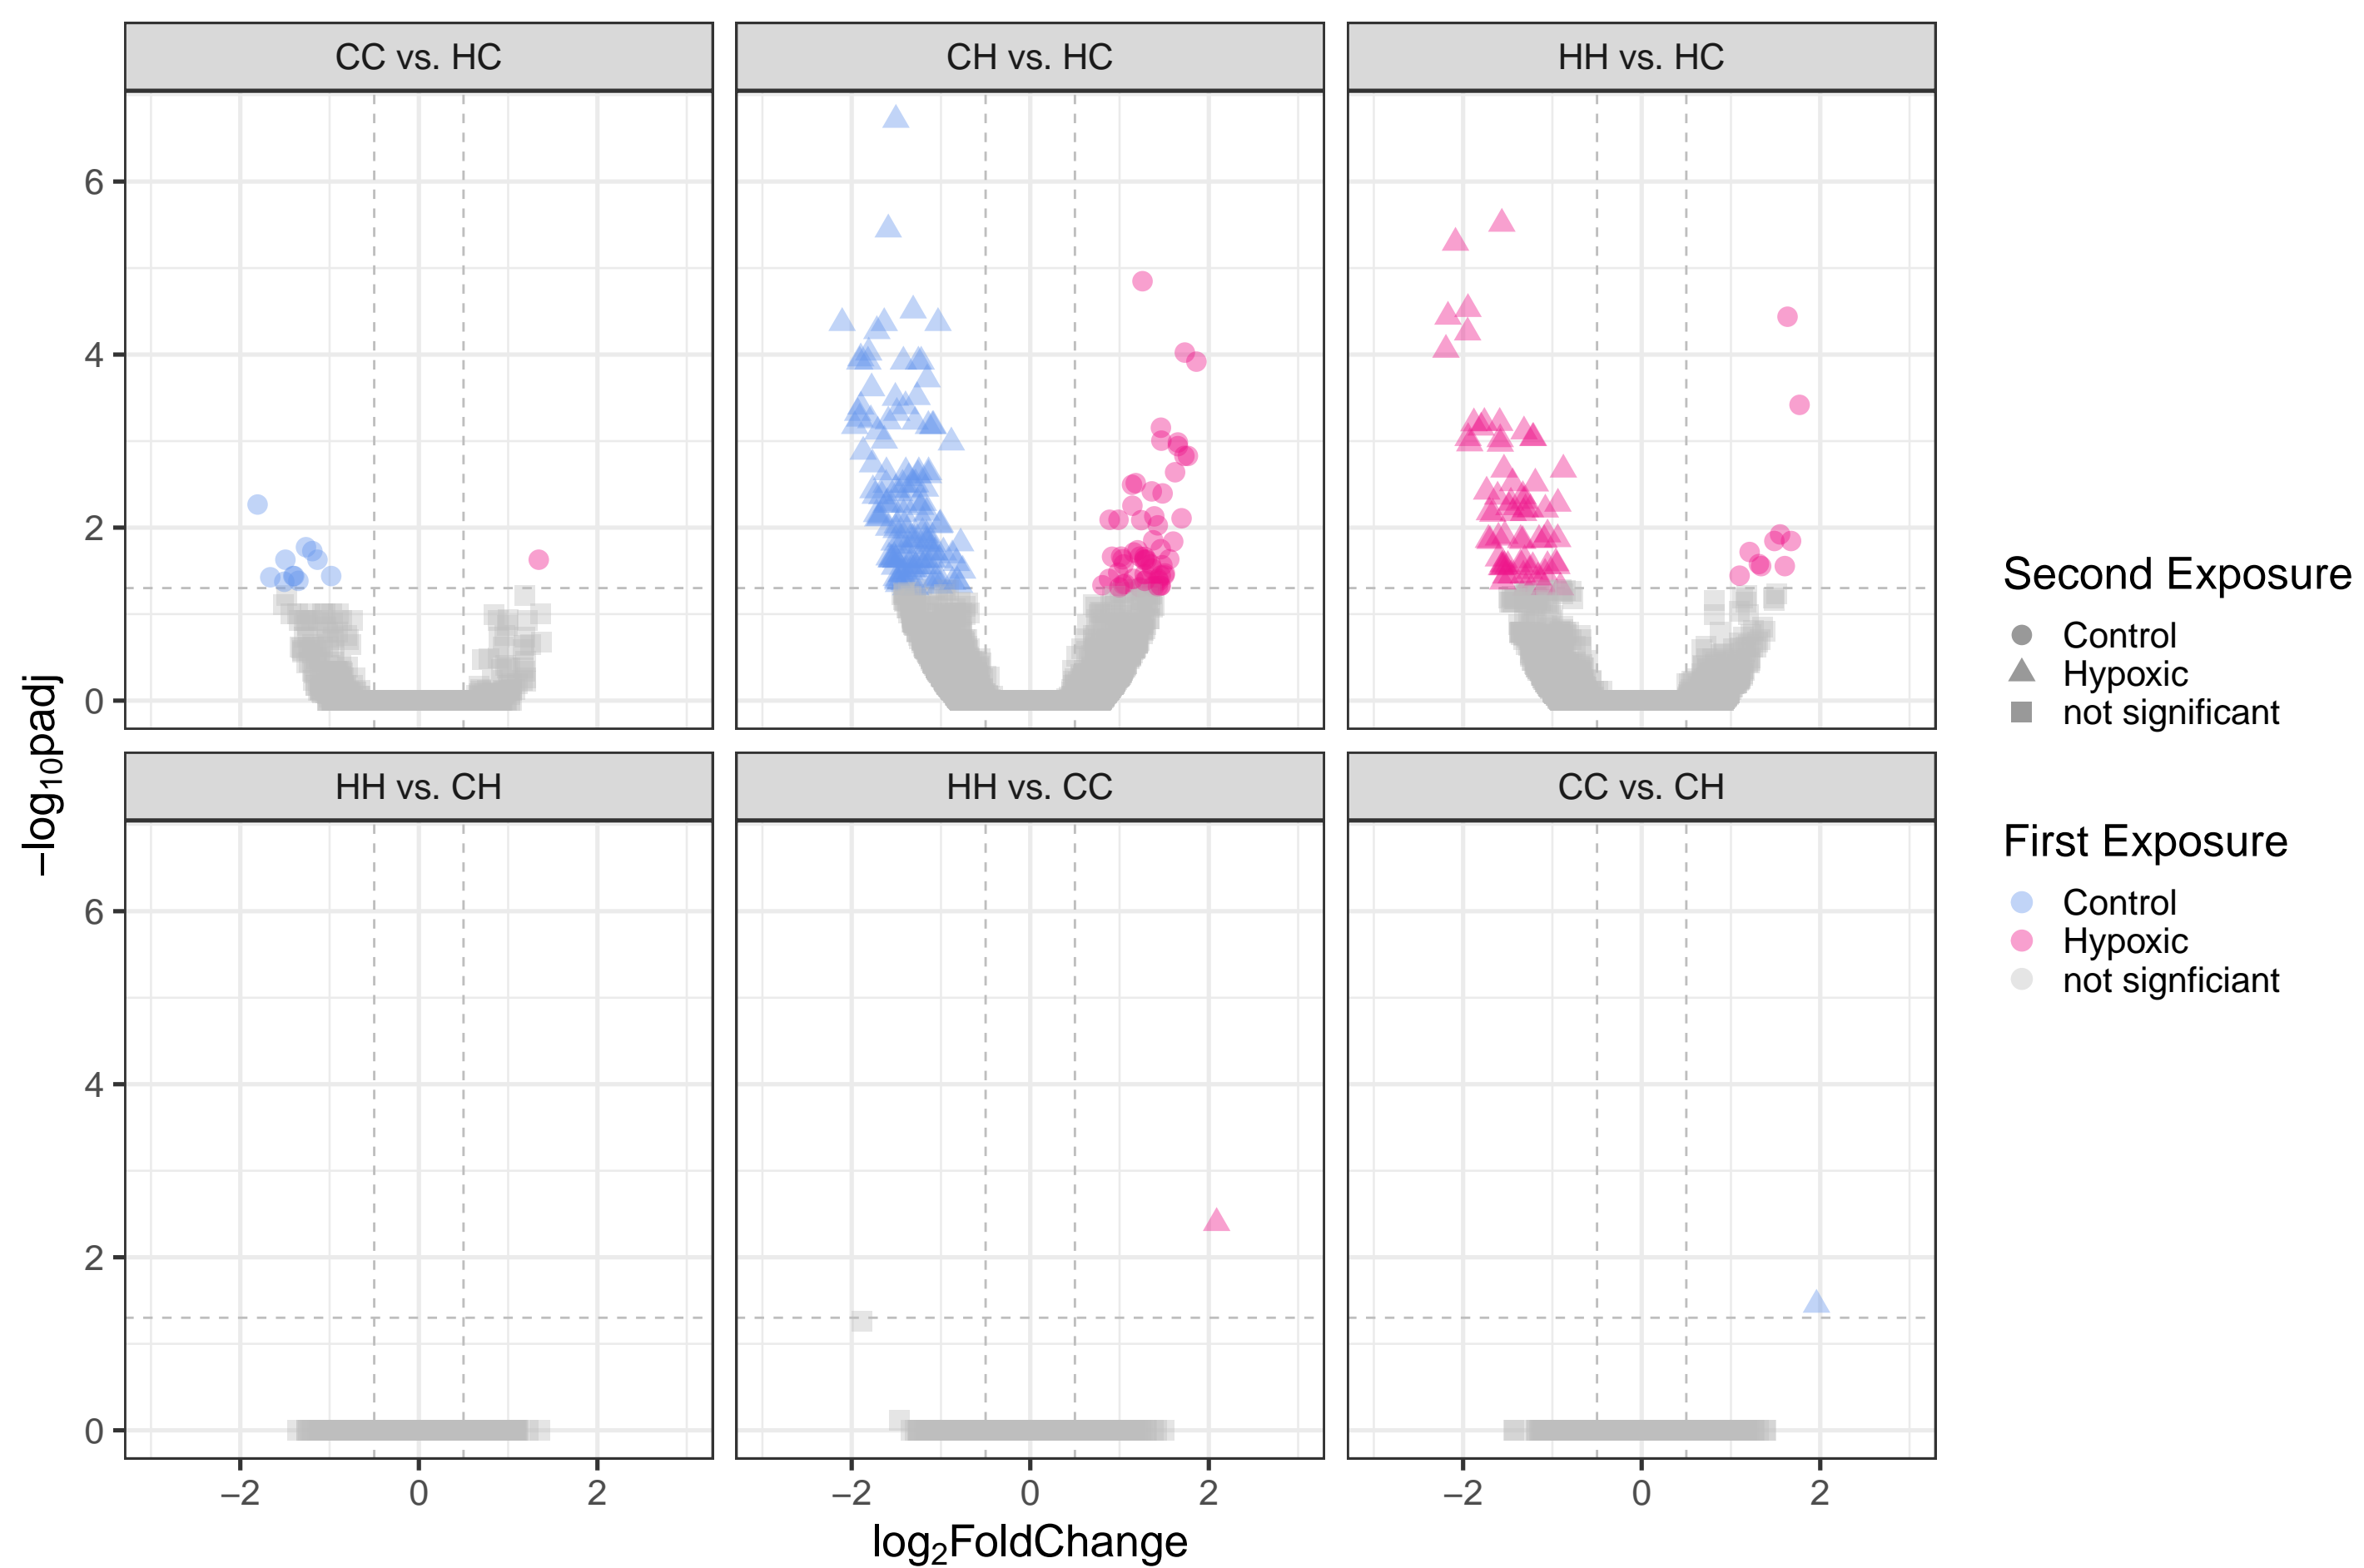 CC vs. HC
CH vs. HC
HH vs. HC
6
4
2
0
HH vs. CH
HH vs. CC
CC vs. CH
6
4
2
0
−2
0
2
−2
0
2
−2
0
2
−log10padj
log2FoldChange
Second Exposure
Control
Hypoxic
not significant
First Exposure
Control
Hypoxic
not signficiant